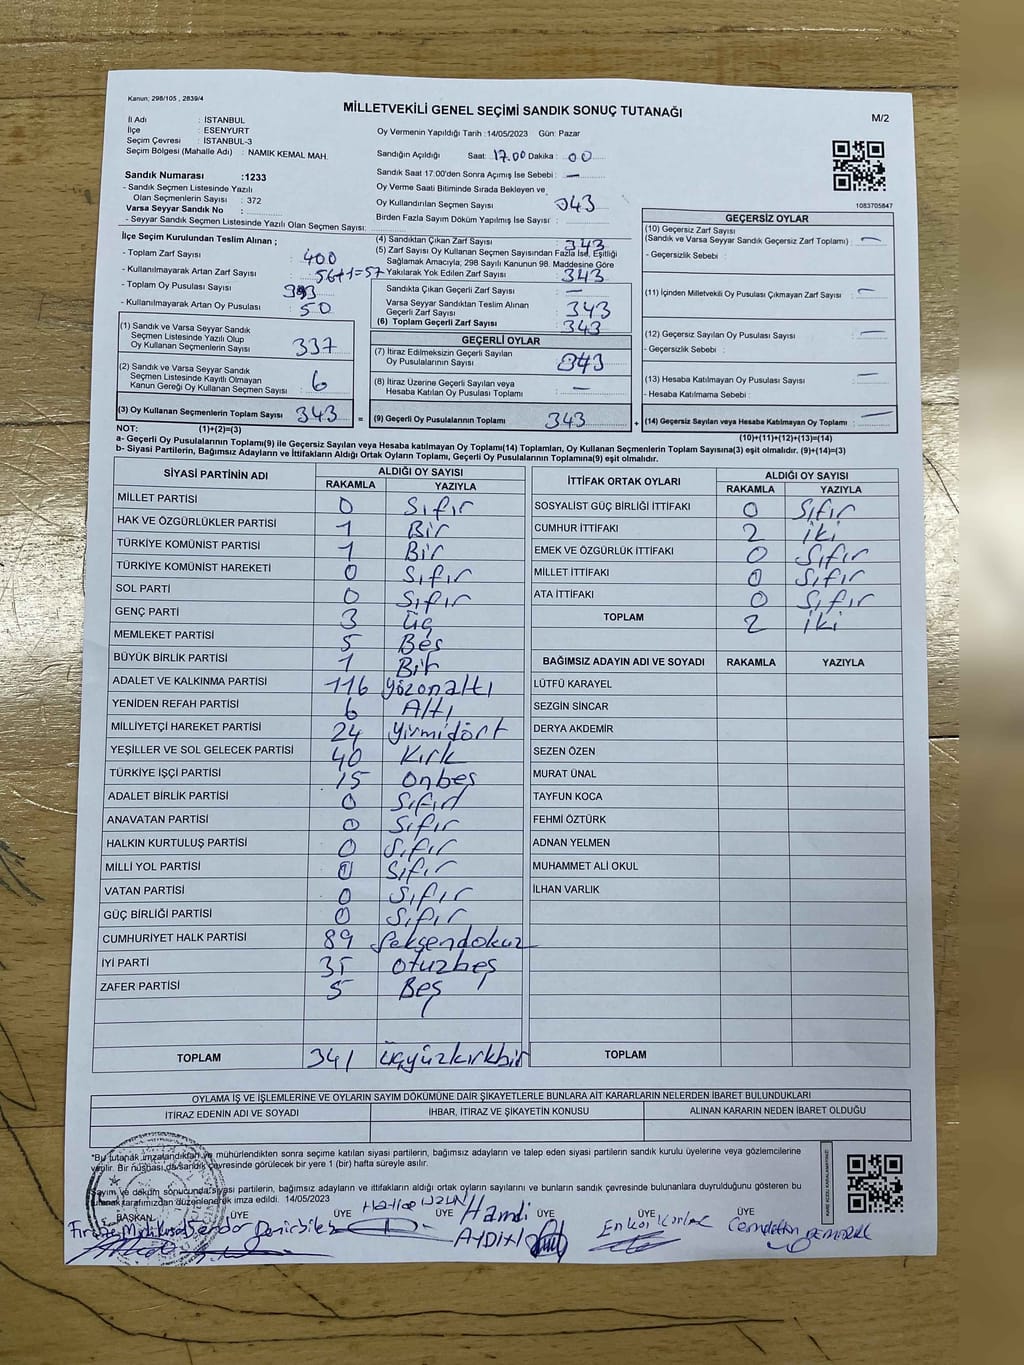 Kanun; 298/105 , 2839/4
MİLLETVEKİLİ GENEL SEÇİMİ SANDIK SONUÇ TUTANAĞI
M/2
İl Adı : İSTANBUL
İlçe : ESENYURT
Seçim Çevresi : İSTANBUL-3
Seçim Bölgesi (Mahalle Adı) : NAMIK KEMAL MAH.
Oy Vermenin Yapıldığı Tarih :14/05/2023 Gün: Pazar
Sandığın Açıldığı Saat: 17.00 Dakika : 00
Sandık Saat 17.00'den Sonra Açımış İse Sebebi : —
Oy Verme Saati Bitiminde Sırada Bekleyen ve
Oy Kullandırılan Seçmen Sayısı 343
Birden Fazla Sayım Döküm Yapılmış İse Sayısı :
1083705847
Sandık Numarası :1233
- Sandık Seçmen Listesinde Yazılı
Olan Seçmenlerin Sayısı : 372
Varsa Seyyar Sandık No :
- Seyyar Sandık Seçmen Listesinde Yazılı Olan Seçmen Sayısı:
İlçe Seçim Kurulundan Teslim Alınan ;
- Toplam Zarf Sayısı : 400
- Kullanılmayarak Artan Zarf Sayısı : 56+1=57
- Toplam Oy Pusulası Sayısı : 393
- Kullanılmayarak Artan Oy Pusulası : 50
(1) Sandık ve Varsa Seyyar Sandık
Seçmen Listesinde Yazılı Olup
Oy Kullanan Seçmenlerin Sayısı 337
(2) Sandık ve Varsa Seyyar Sandık
Seçmen Listesinde Kayıtlı Olmayan
Kanun Gereği Oy Kullanan Seçmen Sayısı : 6
(3) Oy Kullanan Seçmenlerin Toplam Sayısı 343 =
(4) Sandıktan Çıkan Zarf Sayısı : 343
(5) Zarf Sayısı Oy Kullanan Seçmen Sayısından Fazla İse, Eşitliği
Sağlamak Amacıyla; 298 Sayılı Kanunun 98. Maddesine Göre
Yakılarak Yok Edilen Zarf Sayısı 343
Sandıkta Çıkan Geçerli Zarf Sayısı : —
Varsa Seyyar Sandıktan Teslim Alınan
Geçerli Zarf Sayısı : 343
(6) Toplam Geçerli Zarf Sayısı : 343
GEÇERLİ OYLAR
(7) İtiraz Edilmeksizin Geçerli Sayılan
Oy Pusulalarının Sayısı 343
(8) İtiraz Üzerine Geçerli Sayılan veya
Hesaba Katılan Oy Pusulası Toplamı : —
(9) Geçerli Oy Pusulalarının Toplamı 343 +
GEÇERSİZ OYLAR
(10) Geçersiz Zarf Sayısı
(Sandık ve Varsa Seyyar Sandık Geçersiz Zarf Toplamı) : —
- Geçersizlik Sebebi :
(11) İçinden Milletvekili Oy Pusulası Çıkmayan Zarf Sayısı : —
(12) Geçersiz Sayılan Oy Pusulası Sayısı : —
- Geçersizlik Sebebi :
(13) Hesaba Katılmayan Oy Pusulası Sayısı : —
- Hesaba Katılmama Sebebi :
(14) Geçersiz Sayılan veya Hesaba Katılmayan Oy Toplamı : —
NOT: (1)+(2)=(3)
(10)+(11)+(12)+(13)=(14)
a- Geçerli Oy Pusulalarının Toplamı(9) ile Geçersiz Sayılan veya Hesaba katılmayan Oy Toplamı(14) Toplamları, Oy Kullanan Seçmenlerin Toplam Sayısına(3) eşit olmalıdır. (9)+(14)=(3)
b- Siyasi Partilerin, Bağımsız Adayların ve İttifakların Aldığı Ortak Oyların Toplamı, Geçerli Oy Pusulalarının Toplamına(9) eşit olmalıdır.
SİYASİ PARTİNİN ADI ALDIĞI OY SAYISI
RAKAMLA YAZIYLA
MİLLET PARTİSİ 0 Sıfır
HAK VE ÖZGÜRLÜKLER PARTİSİ 1 Bir
TÜRKİYE KOMÜNİST PARTİSİ 1 Bir
TÜRKİYE KOMÜNİST HAREKETİ 0 Sıfır
SOL PARTİ 0 Sıfır
GENÇ PARTİ 3 Üç
MEMLEKET PARTİSİ 5 Beş
BÜYÜK BİRLİK PARTİSİ 1 Bir
ADALET VE KALKINMA PARTİSİ 116 yüzonaltı
YENİDEN REFAH PARTİSİ 6 Altı
MİLLİYETÇİ HAREKET PARTİSİ 24 yirmidört
YEŞİLLER VE SOL GELECEK PARTİSİ 40 Kırk
TÜRKİYE İŞÇİ PARTİSİ 15 onbeş
ADALET BİRLİK PARTİSİ 0 Sıfır
ANAVATAN PARTİSİ 0 Sıfır
HALKIN KURTULUŞ PARTİSİ 0 Sıfır
MİLLİ YOL PARTİSİ 0 Sıfır
VATAN PARTİSİ 0 Sıfır
GÜÇ BİRLİĞİ PARTİSİ 0 Sıfır
CUMHURİYET HALK PARTİSİ 89 Seksendokuz
İYİ PARTİ 35 otuzbeş
ZAFER PARTİSİ 5 Beş
TOPLAM 341 üçyüzkırkbir
İTTİFAK ORTAK OYLARI ALDIĞI OY SAYISI
RAKAMLA YAZIYLA
SOSYALİST GÜÇ BİRLİĞİ İTTİFAKI 0 Sıfır
CUMHUR İTTİFAKI 2 iki
EMEK VE ÖZGÜRLÜK İTTİFAKI 0 Sıfır
MİLLET İTTİFAKI 0 Sıfır
ATA İTTİFAKI 0 Sıfır
TOPLAM 2 iki
BAĞIMSIZ ADAYIN ADI VE SOYADI RAKAMLA YAZIYLA
LÜTFÜ KARAYEL
SEZGİN SİNCAR
DERYA AKDEMİR
SEZEN ÖZEN
MURAT ÜNAL
TAYFUN KOCA
FEHMİ ÖZTÜRK
ADNAN YELMEN
MUHAMMET ALİ OKUL
İLHAN VARLIK
TOPLAM
OYLAMA İŞ VE İŞLEMLERİNE VE OYLARIN SAYIM DÖKÜMÜNE DAİR ŞİKAYETLERLE BUNLARA AİT KARARLARIN NELERDEN İBARET BULUNDUKLARI
İTİRAZ EDENİN ADI VE SOYADI İHBAR, İTİRAZ VE ŞİKAYETİN KONUSU ALINAN KARARIN NEDEN İBARET OLDUĞU
"Bu tutanak imzalandıktan ve mühürlendikten sonra seçime katılan siyasi partilerin, bağımsız adayların ve talep eden siyasi partilerin sandık kurulu üyelerine veya gözlemcilerine
verilir. Bir nüshası da sandık çevresinde görülecek bir yere 1 (bir) hafta süreyle asılır.
Sayım ve döküm sonucunda siyasi partilerin, bağımsız adayların ve ittifakların aldığı ortak oyların sayılarını ve bunların sandık çevresinde bulunanlara duyrulduğunu gösteren bu
tutanak tarafımızdan düzenlenerek imza edildi. 14/05/2023
BAŞKAN ÜYE ÜYE ÜYE ÜYE ÜYE ÜYE
Hatice UZUN Hamdi AYDIN